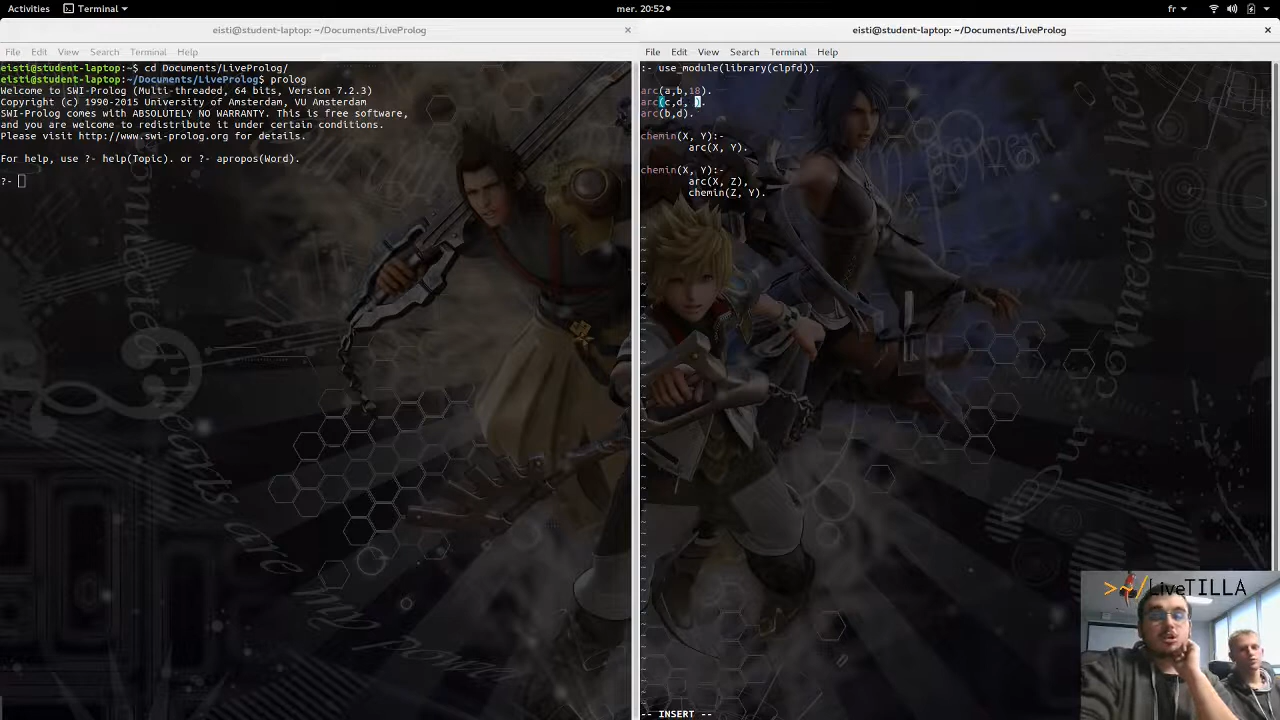 Activities Terminal mer. 20:52 fr
eisti@student-laptop: ~/Documents/LiveProlog
File Edit View Search Terminal Help
eisti@student-laptop:~$ cd Documents/LiveProlog/
eisti@student-laptop:~/Documents/LiveProlog$ prolog
Welcome to SWI-Prolog (Multi-threaded, 64 bits, Version 7.2.3)
Copyright (c) 1990-2015 University of Amsterdam, VU Amsterdam
SWI-Prolog comes with ABSOLUTELY NO WARRANTY. This is free software,
and you are welcome to redistribute it under certain conditions.
Please visit http://www.swi-prolog.org for details.
For help, use ?- help(Topic). or ?- apropos(Word).
?-
eisti@student-laptop: ~/Documents/LiveProlog
File Edit View Search Terminal Help
:- use_module(library(clpfd)).
arc(a,b,18).
arc(c,d, ).
arc(b,d).
chemin(X, Y):-
arc(X, Y).
chemin(X, Y):-
arc(X, Z),
chemin(Z, Y).
-- INSERT --
>~/LiveTILLA